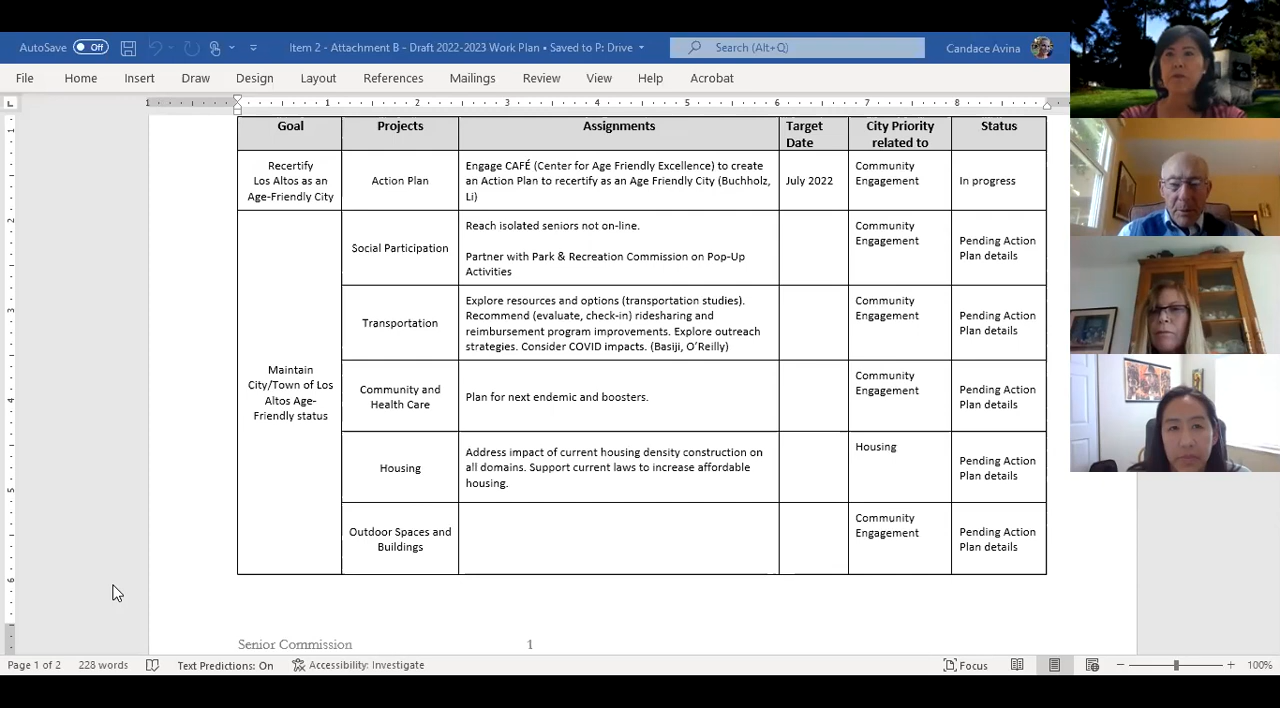 AutoSave Off Item 2 - Attachment B - Draft 2022-2023 Work Plan • Saved to P: Drive Search (Alt+Q) Candace Avina
File Home Insert Draw Design Layout References Mailings Review View Help Acrobat
1 1 2 3 4 5 6 7 8
Goal Projects Assignments Target Date City Priority related to Status
Recertify
Los Altos as an
Age-Friendly City
Action Plan
Engage CAFÉ (Center for Age Friendly Excellence) to create
an Action Plan to recertify as an Age Friendly City (Buchholz,
Li)
July 2022
Community
Engagement
In progress
Maintain
City/Town of Los
Altos Age-
Friendly status
Social Participation
Reach isolated seniors not on-line.
Partner with Park & Recreation Commission on Pop-Up
Activities
Community
Engagement
Pending Action
Plan details
Transportation
Explore resources and options (transportation studies).
Recommend (evaluate, check-in) ridesharing and
reimbursement program improvements. Explore outreach
strategies. Consider COVID impacts. (Basiji, O'Reilly)
Community
Engagement
Pending Action
Plan details
Community and
Health Care
Plan for next endemic and boosters.
Community
Engagement
Pending Action
Plan details
Housing
Address impact of current housing density construction on
all domains. Support current laws to increase affordable
housing.
Housing
Pending Action
Plan details
Outdoor Spaces and
Buildings
Community
Engagement
Pending Action
Plan details
Senior Commission 1
Page 1 of 2 228 words Text Predictions: On Accessibility: Investigate Focus 100%